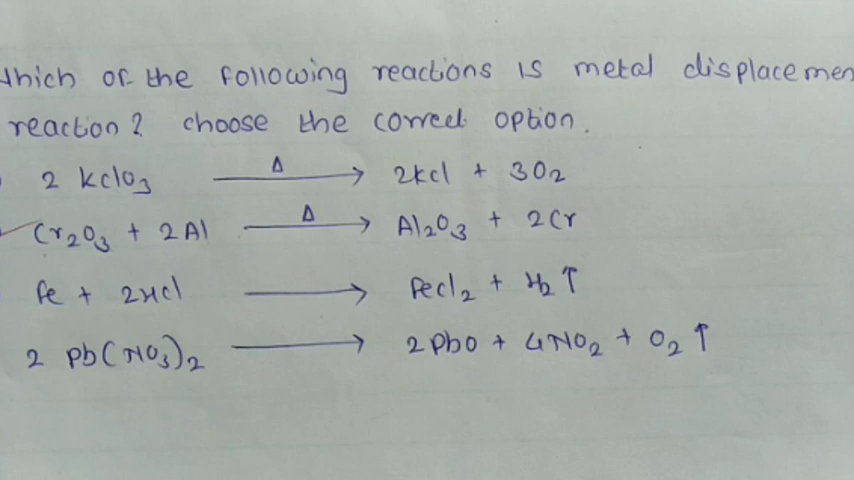 which of the following reactions is metal displacemen
reaction? choose the correct option.
2 KClO3 Δ → 2KCl + 3O2
Cr2O3 + 2Al Δ → Al2O3 + 2Cr
Fe + 2HCl → FeCl2 + H2 ↑
2 Pb(NO3)2 → 2PbO + 4NO2 + O2 ↑